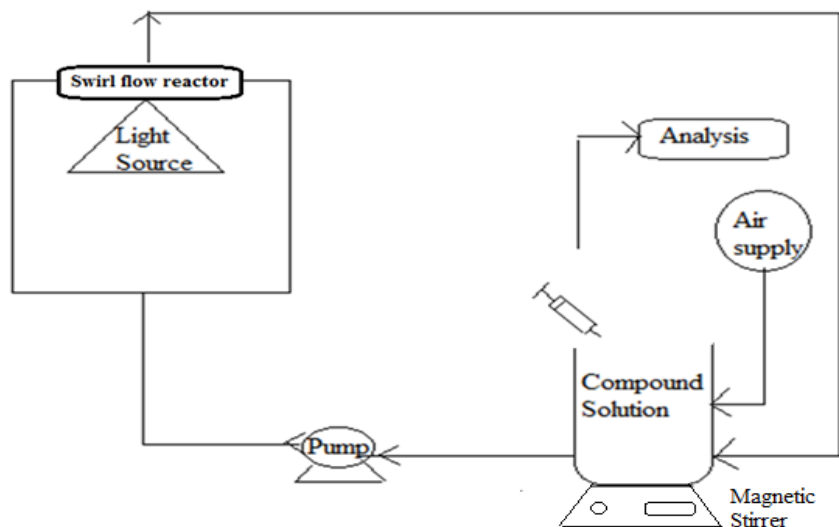 Swirl flow reactor
Light
Source
Analysis
Air
supply
Compound
Solution
Pump
Magnetic
Stirrer